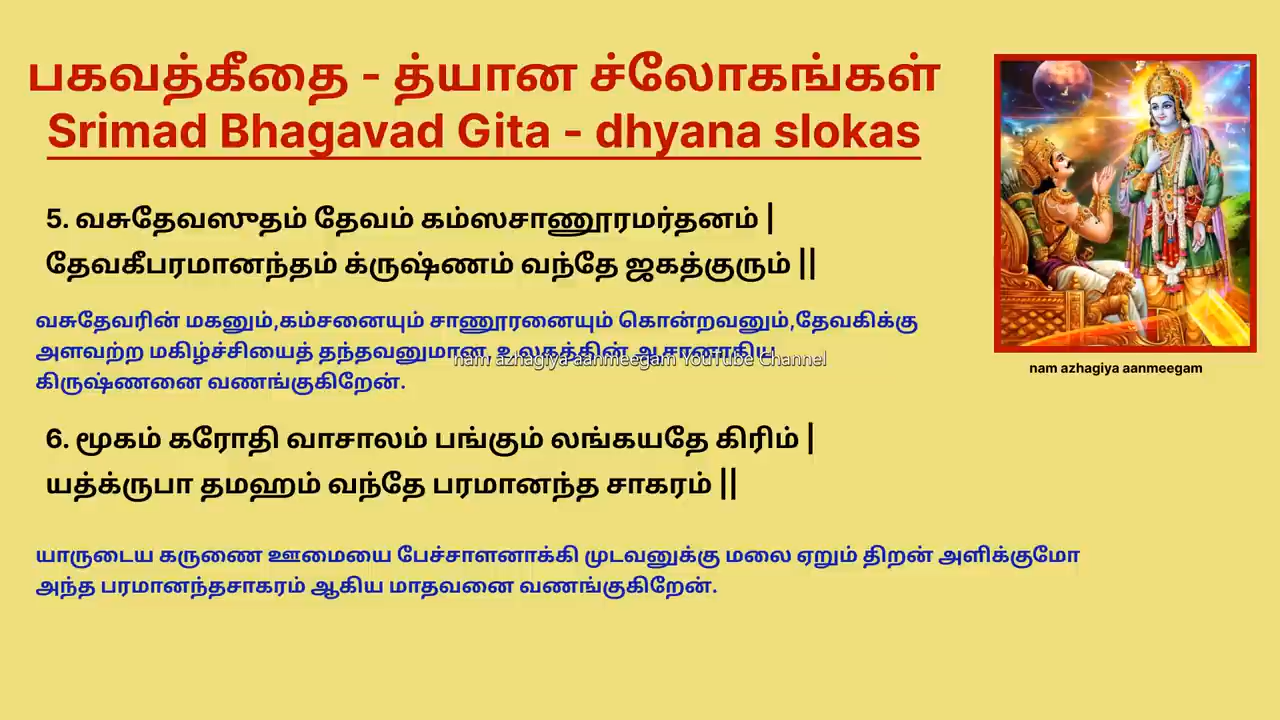 பகவத்கீதை - த்யான ச்லோகங்கள்
Srimad Bhagavad Gita - dhyana slokas
5. வசுதேவஸுதம் தேவம் கம்ஸசாணூரமர்தனம் |
தேவகீபரமானந்தம் க்ருஷ்ணம் வந்தே ஜகத்குரும் ||
வசுதேவரின் மகனும்,கம்சனையும் சாணூரனையும் கொன்றவனும்,தேவகிக்கு
அளவற்ற மகிழ்ச்சியைத் தந்தவனுமான உலகத்தின் ஆசானாகிய
nam azhagiya aanmeegam YouTube Channel
கிருஷ்ணனை வணங்குகிறேன்.
nam azhagiya aanmeegam
6. மூகம் கரோதி வாசாலம் பங்கும் லங்கயதே கிரிம் |
யத்க்ருபா தமஹம் வந்தே பரமானந்த சாகரம் ||
யாருடைய கருணை ஊமையை பேச்சாளனாக்கி முடவனுக்கு மலை ஏறும் திறன் அளிக்குமோ
அந்த பரமானந்தசாகரம் ஆகிய மாதவனை வணங்குகிறேன்.